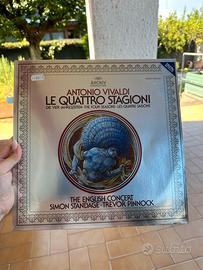 ARCHIV
ANTONIO VIVALDI
LE QUATTRO STAGIONI
DIE VIER JAHRESZEITEN · THE FOUR SEASONS · LES QUATRE SAISONS
THE ENGLISH CONCERT
SIMON STANDAGE · TREVOR PINNOCK
subito